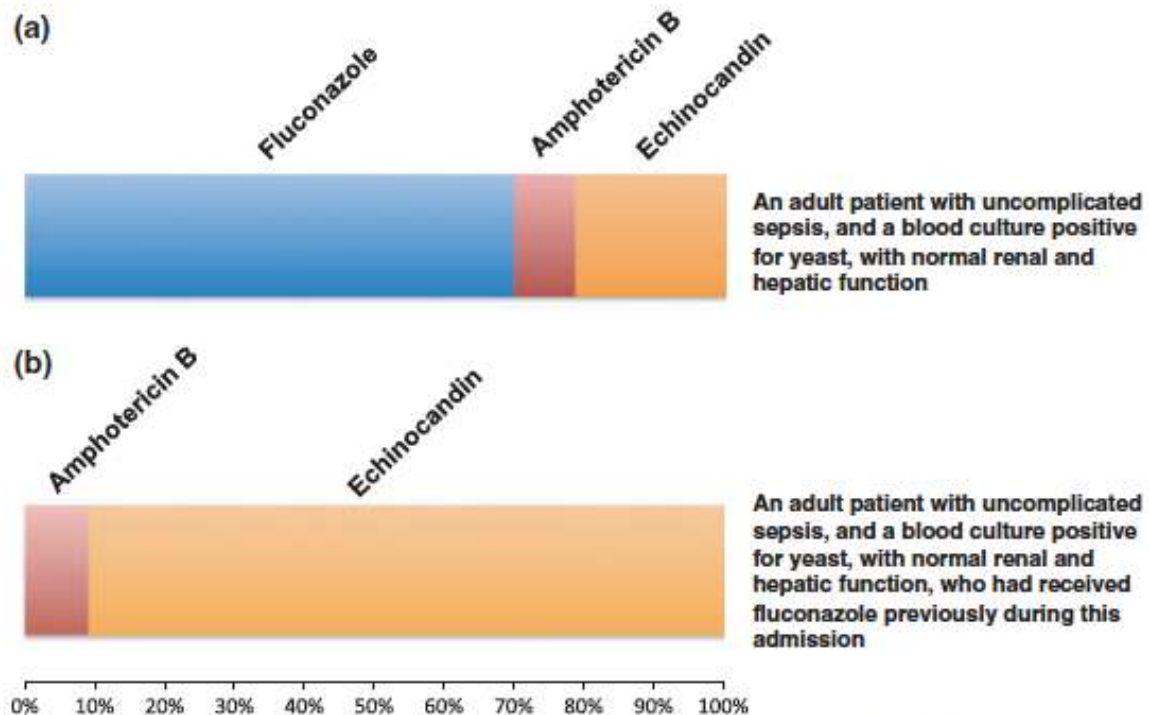 (a)
Fluconazole
Amphotericin B
Echinocandin
An adult patient with uncomplicated
sepsis, and a blood culture positive
for yeast, with normal renal and
hepatic function
(b)
Amphotericin B
Echinocandin
An adult patient with uncomplicated
sepsis, and a blood culture positive
for yeast, with normal renal and
hepatic function, who had received
fluconazole previously during this
admission
0% 10% 20% 30% 40% 50% 60% 70% 80% 90% 100%